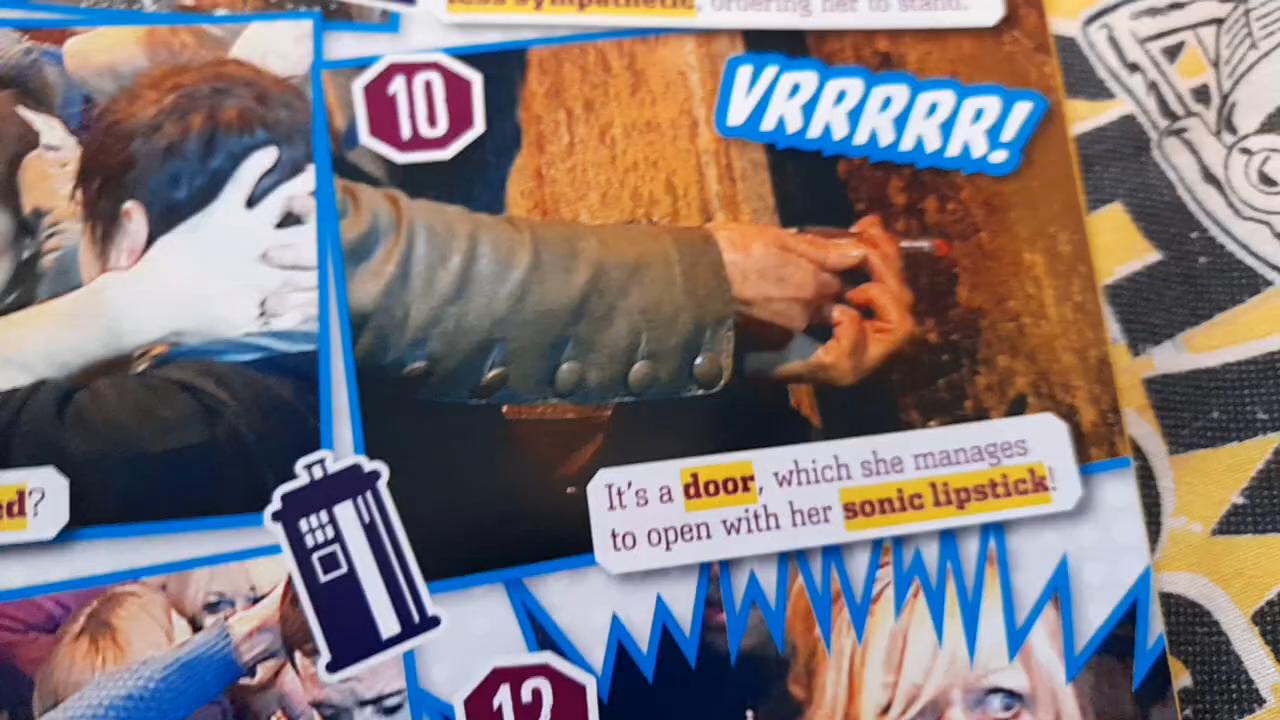 less sympathetic, ordering her to stand.
10
VRRRRR!
It's a door, which she manages
to open with her sonic lipstick!
ed?
12